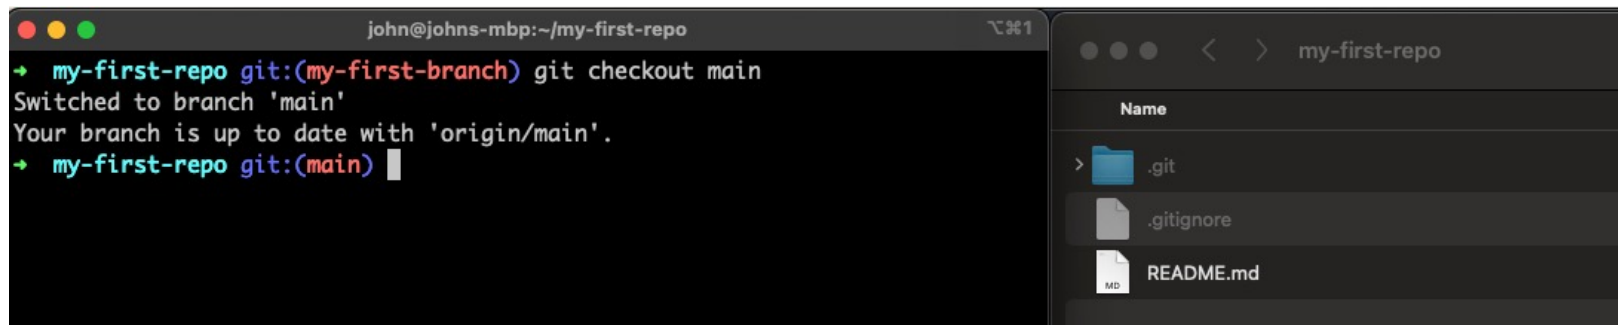 john@johns-mbp:~/my-first-repo
⌥⌘1
→ my-first-repo git:(my-first-branch) git checkout main
Switched to branch 'main'
Your branch is up to date with 'origin/main'.
→ my-first-repo git:(main)
my-first-repo
Name
.git
.gitignore
MD
README.md